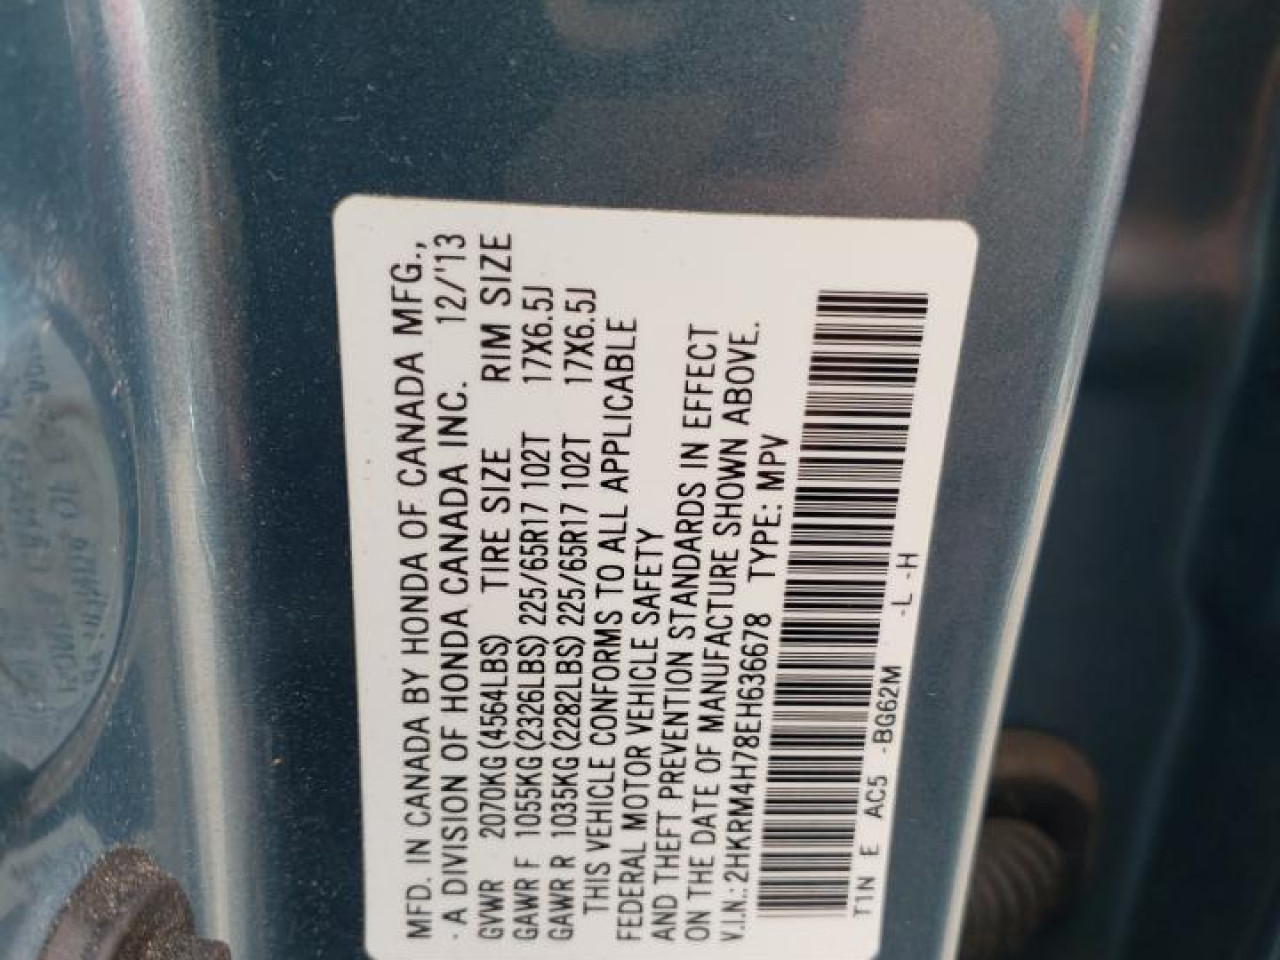 MFD. IN CANADA BY HONDA OF CANADA MFG.,
· A DIVISION OF HONDA CANADA INC. 12/'13
GVWR 2070KG(4564LBS) TIRE SIZE RIM SIZE
GAWR F 1055KG(2326LBS) 225/65R17 102T 17X6.5J
GAWR R 1035KG(2282LBS) 225/65R17 102T 17X6.5J
THIS VEHICLE CONFORMS TO ALL APPLICABLE
FEDERAL MOTOR VEHICLE SAFETY
AND THEFT PREVENTION STANDARDS IN EFFECT
ON THE DATE OF MANUFACTURE SHOWN ABOVE.
V.I.N.: 2HKRM4H78EH636678 TYPE: MPV
T1N E AC5 -BG62M -L -H